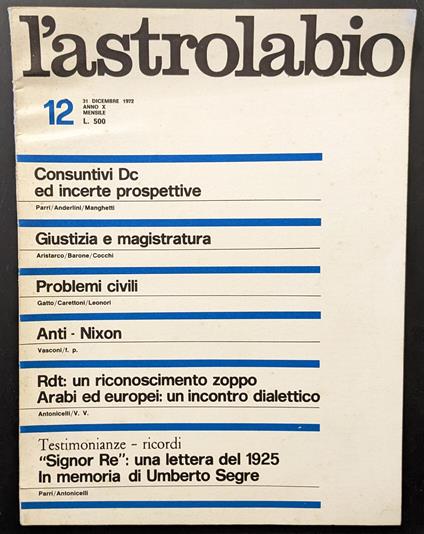 l'astrolabio
12
31 DICEMBRE 1972
ANNO X
MENSILE
L. 500
Consuntivi Dc
ed incerte prospettive
Parri/Anderlini/Manghetti
Giustizia e magistratura
Aristarco/Barone/Cocchi
Problemi civili
Gatto/Carettoni/Leonori
Anti - Nixon
Vasconi/f. p.
Rdt: un riconoscimento zoppo
Arabi ed europei: un incontro dialettico
Antonicelli/V. V.
Testimonianze - ricordi
"Signor Re": una lettera del 1925
In memoria di Umberto Segre
Parri/Antonicelli